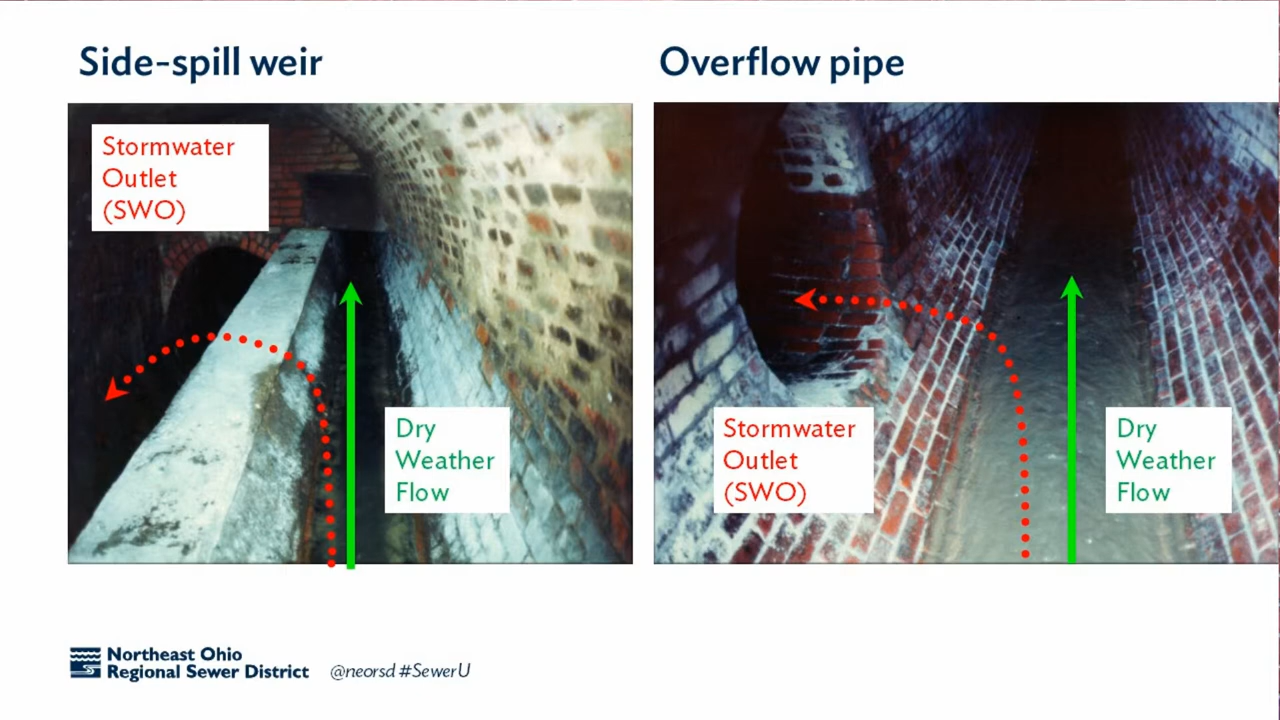 Side-spill weir
Stormwater
Outlet
(SWO)
Dry
Weather
Flow
Overflow pipe
Stormwater
Outlet
(SWO)
Dry
Weather
Flow
Northeast Ohio
Regional Sewer District
@neorsd #SewerU